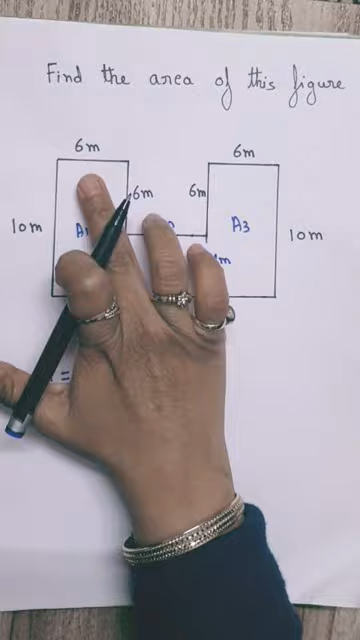 Find the area of this figure
6m 6m
6m 6m
10m A3 10m
=